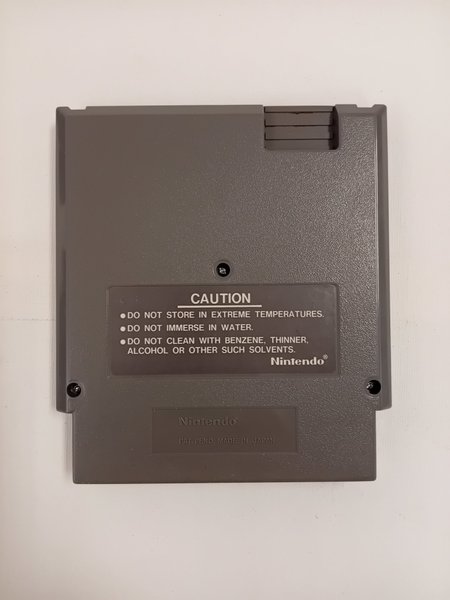 CAUTION
●DO NOT STORE IN EXTREME TEMPERATURES.
●DO NOT IMMERSE IN WATER.
●DO NOT CLEAN WITH BENZENE, THINNER,
ALCOHOL OR OTHER SUCH SOLVENTS.
Nintendo®
Nintendo®
PAT. PEND. MADE IN JAPAN